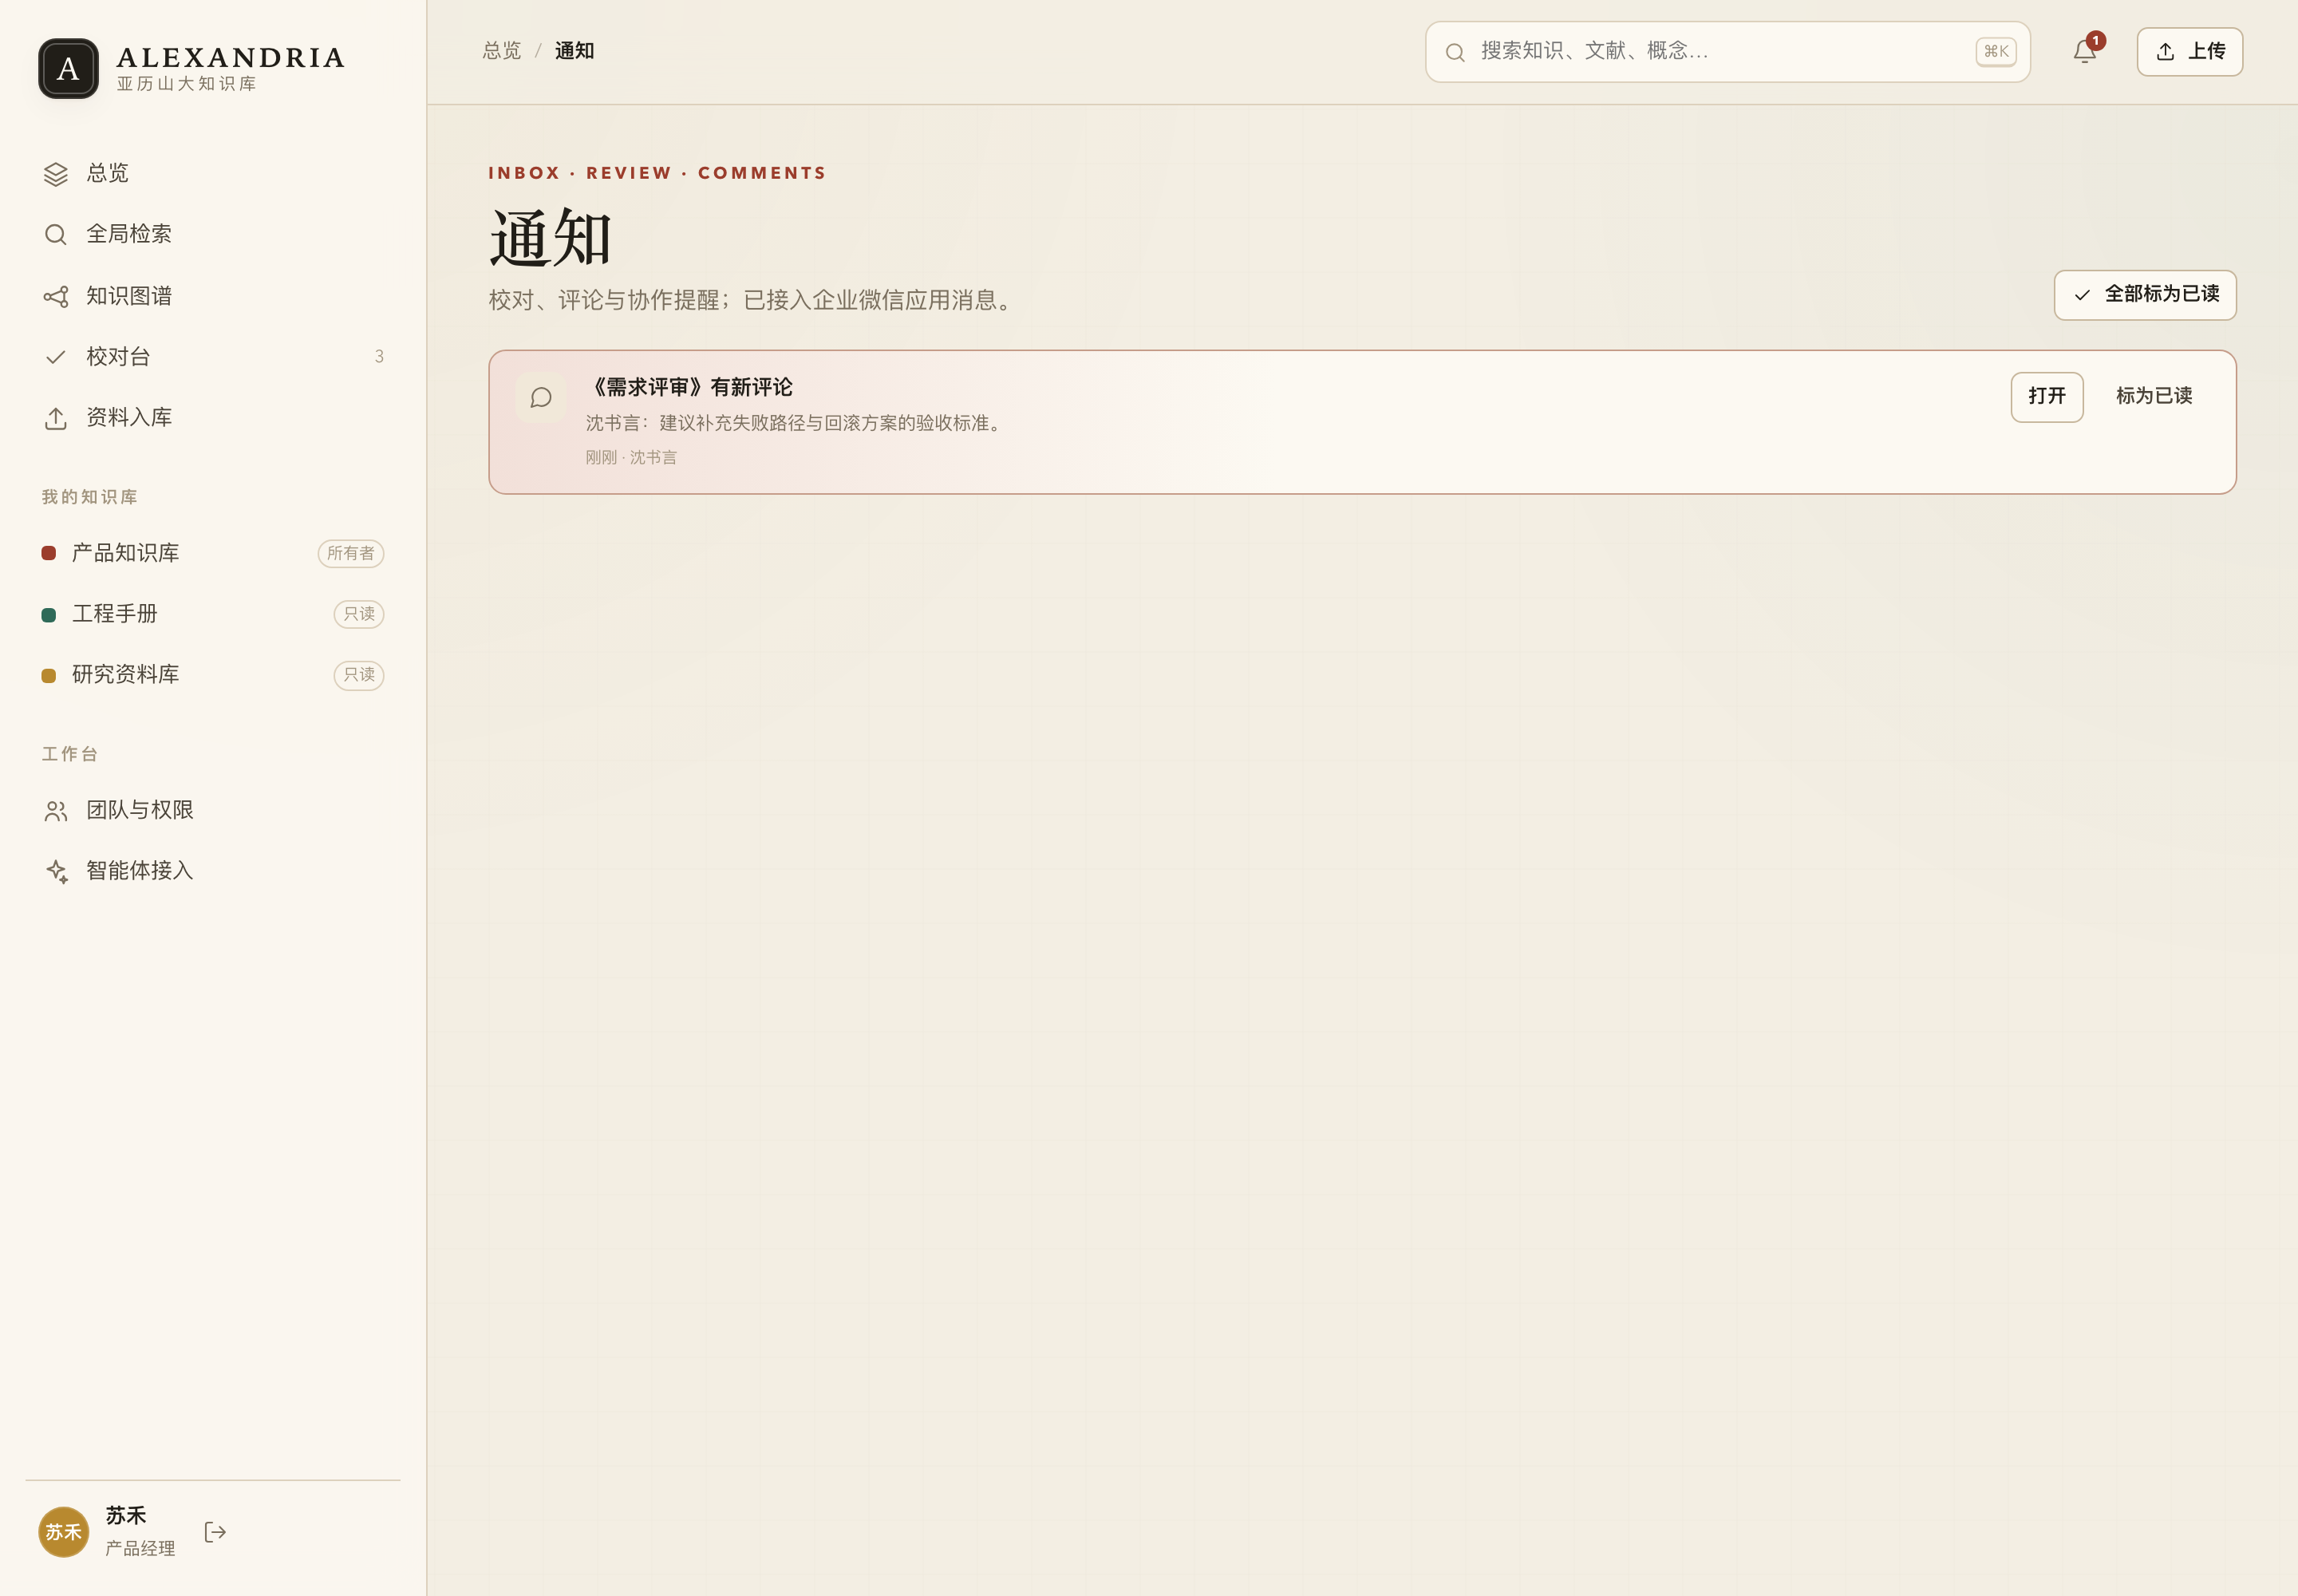 A
ALEXANDRIA
亚历山大知识库
总览
全局检索
知识图谱
校对台 3
资料入库
我的知识库
产品知识库 所有者
工程手册 只读
研究资料库 只读
工作台
团队与权限
智能体接入
苏禾
苏禾
产品经理
总览 / 通知
搜索知识、文献、概念... ⌘K
1
上传
INBOX · REVIEW · COMMENTS
通知
校对、评论与协作提醒；已接入企业微信应用消息。
全部标为已读
《需求评审》有新评论
沈书言：建议补充失败路径与回滚方案的验收标准。
刚刚 · 沈书言
打开
标为已读